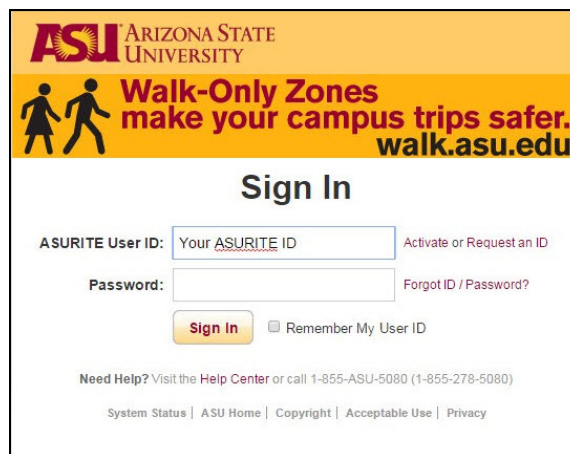 ASU ARIZONA STATE
UNIVERSITY
Walk-Only Zones
make your campus trips safer.
walk.asu.edu
Sign In
ASURITE User ID: Your ASURITE ID Activate or Request an ID
Password: Forgot ID / Password?
Sign In Remember My User ID
Need Help? Visit the Help Center or call 1-855-ASU-5080 (1-855-278-5080)
System Status | ASU Home | Copyright | Acceptable Use | Privacy